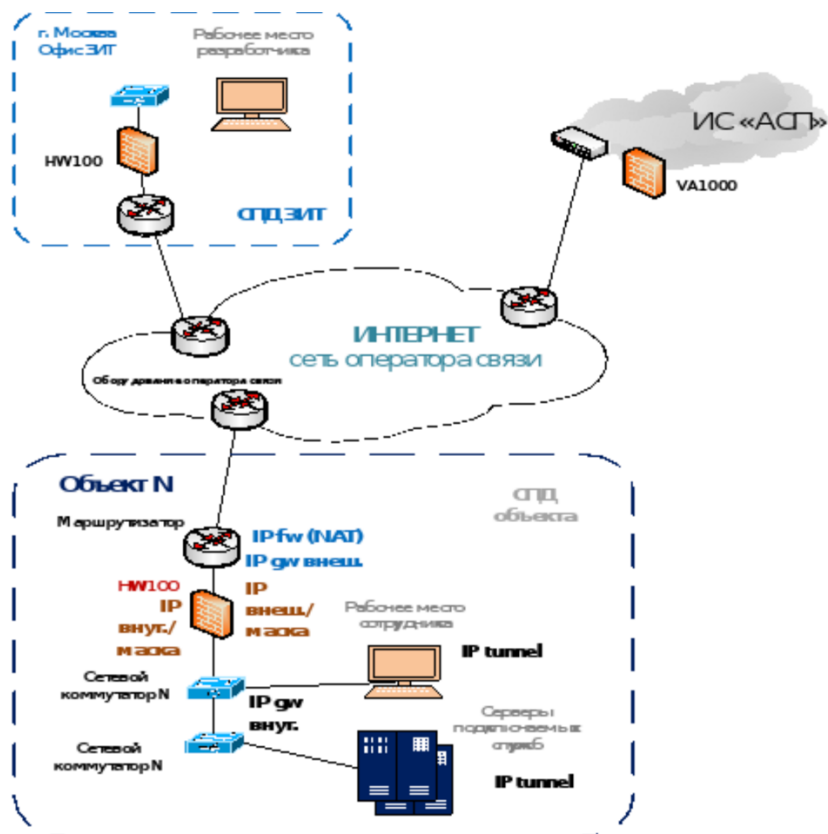 г. Москва
Офис ЗИТ
Рабочее место
разработчика
HW100
СПД ЗИТ
ИС «АСП»
VA1000
ИНТЕРНЕТ
сеть оператора связи
Оборудование оператора связи
Объект N
СПД
объекта
Маршрутизатор
IP fw (NAT)
IP gw внеш.
HW100
IP
внут./
маска
IP
внеш./
маска
Рабочее место
сотрудника
IP tunnel
Сетевой
коммутатор N
IP gw
внут.
Сетевой
коммутатор N
Серверы
подключаемых
служб
IP tunnel